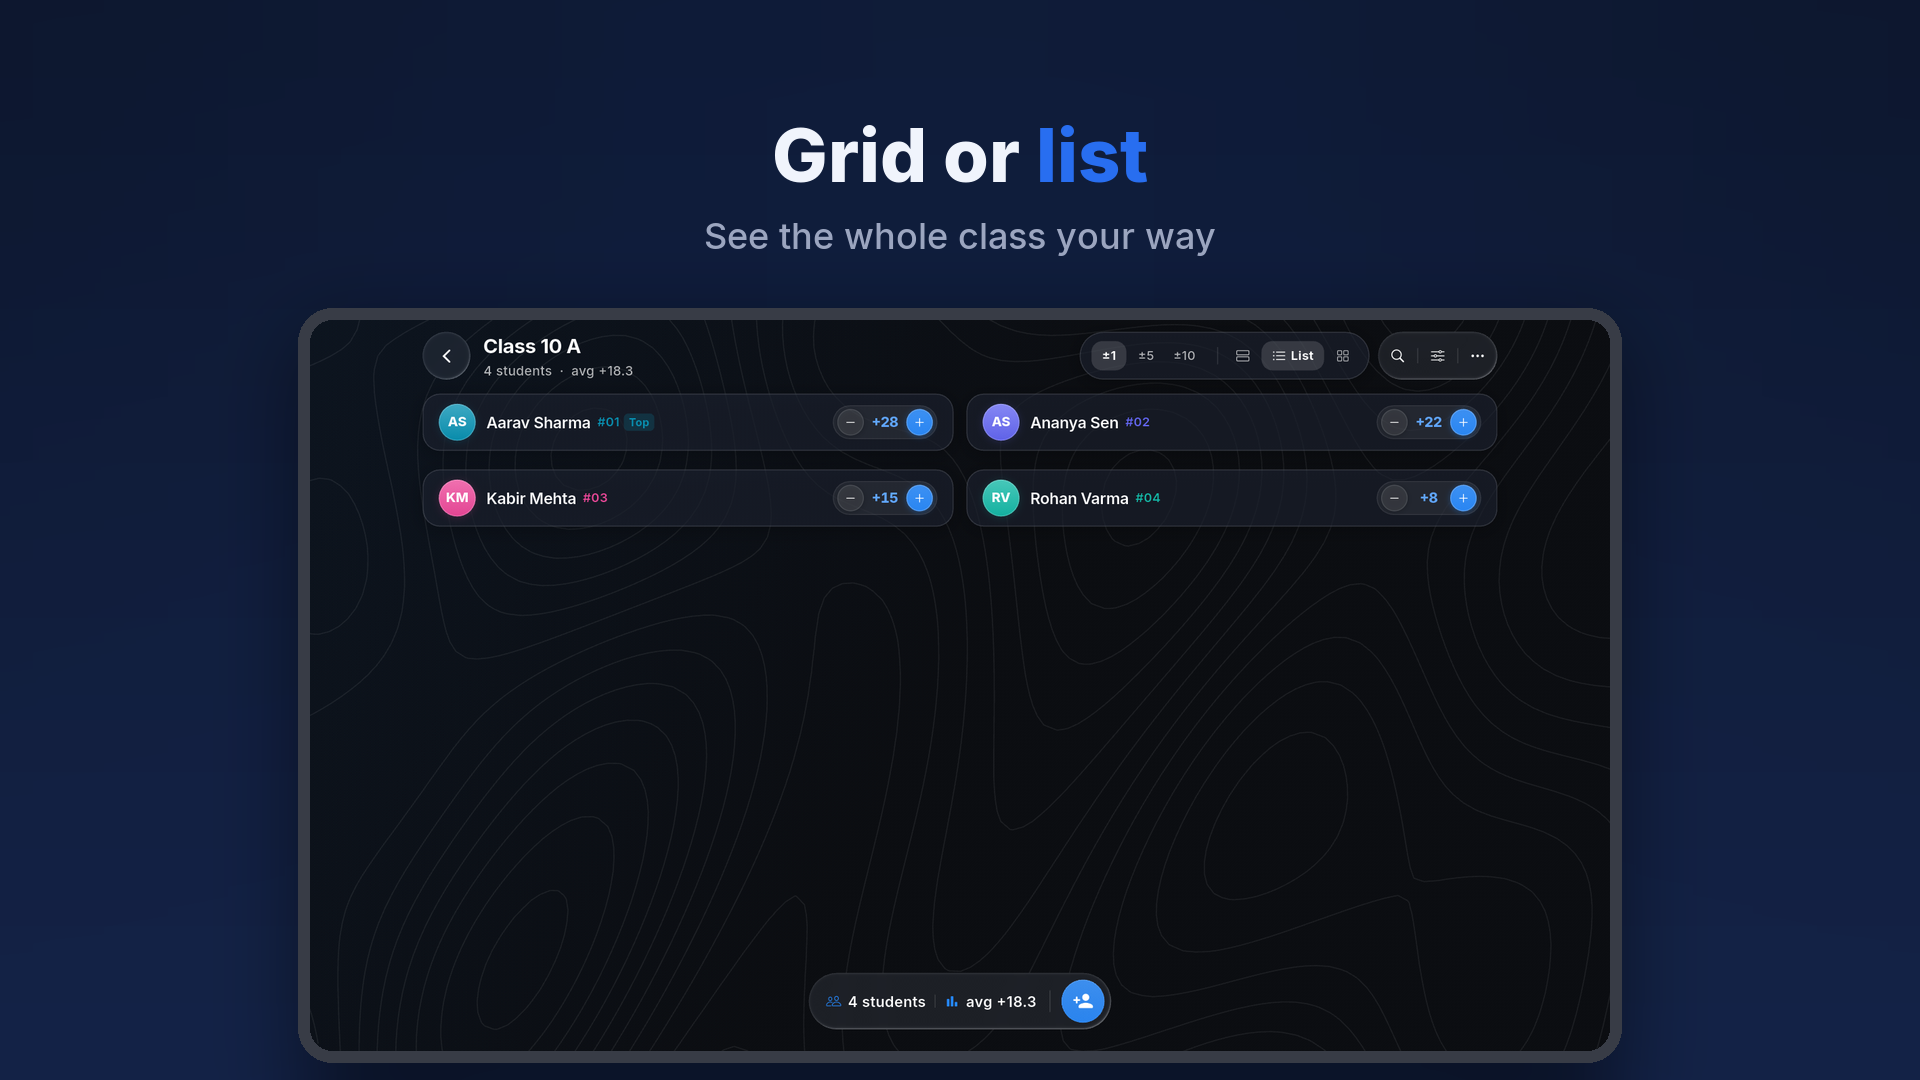 Grid or list
See the whole class your way
Class 10 A
4 students · avg +18.3
±1 ±5 ±10 List
AS Aarav Sharma #01 Top − +28 +
AS Ananya Sen #02 − +22 +
KM Kabir Mehta #03 − +15 +
RV Rohan Varma #04 − +8 +
4 students avg +18.3